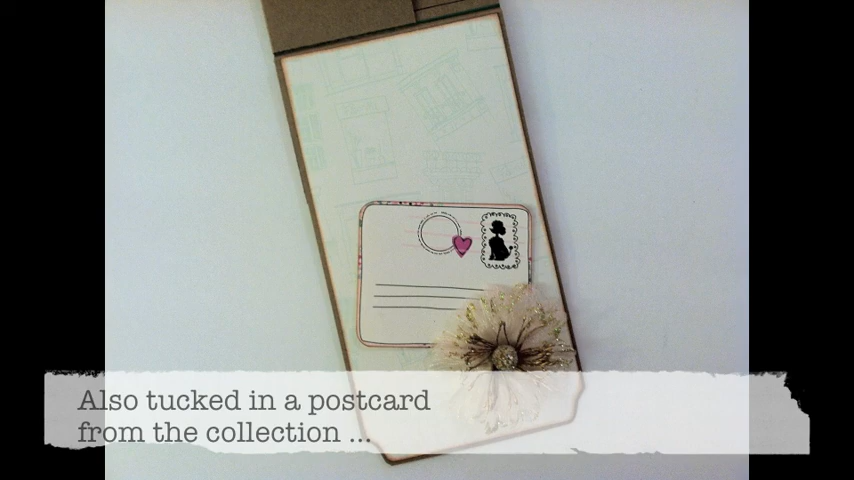 Also tucked in a postcard
from the collection ...